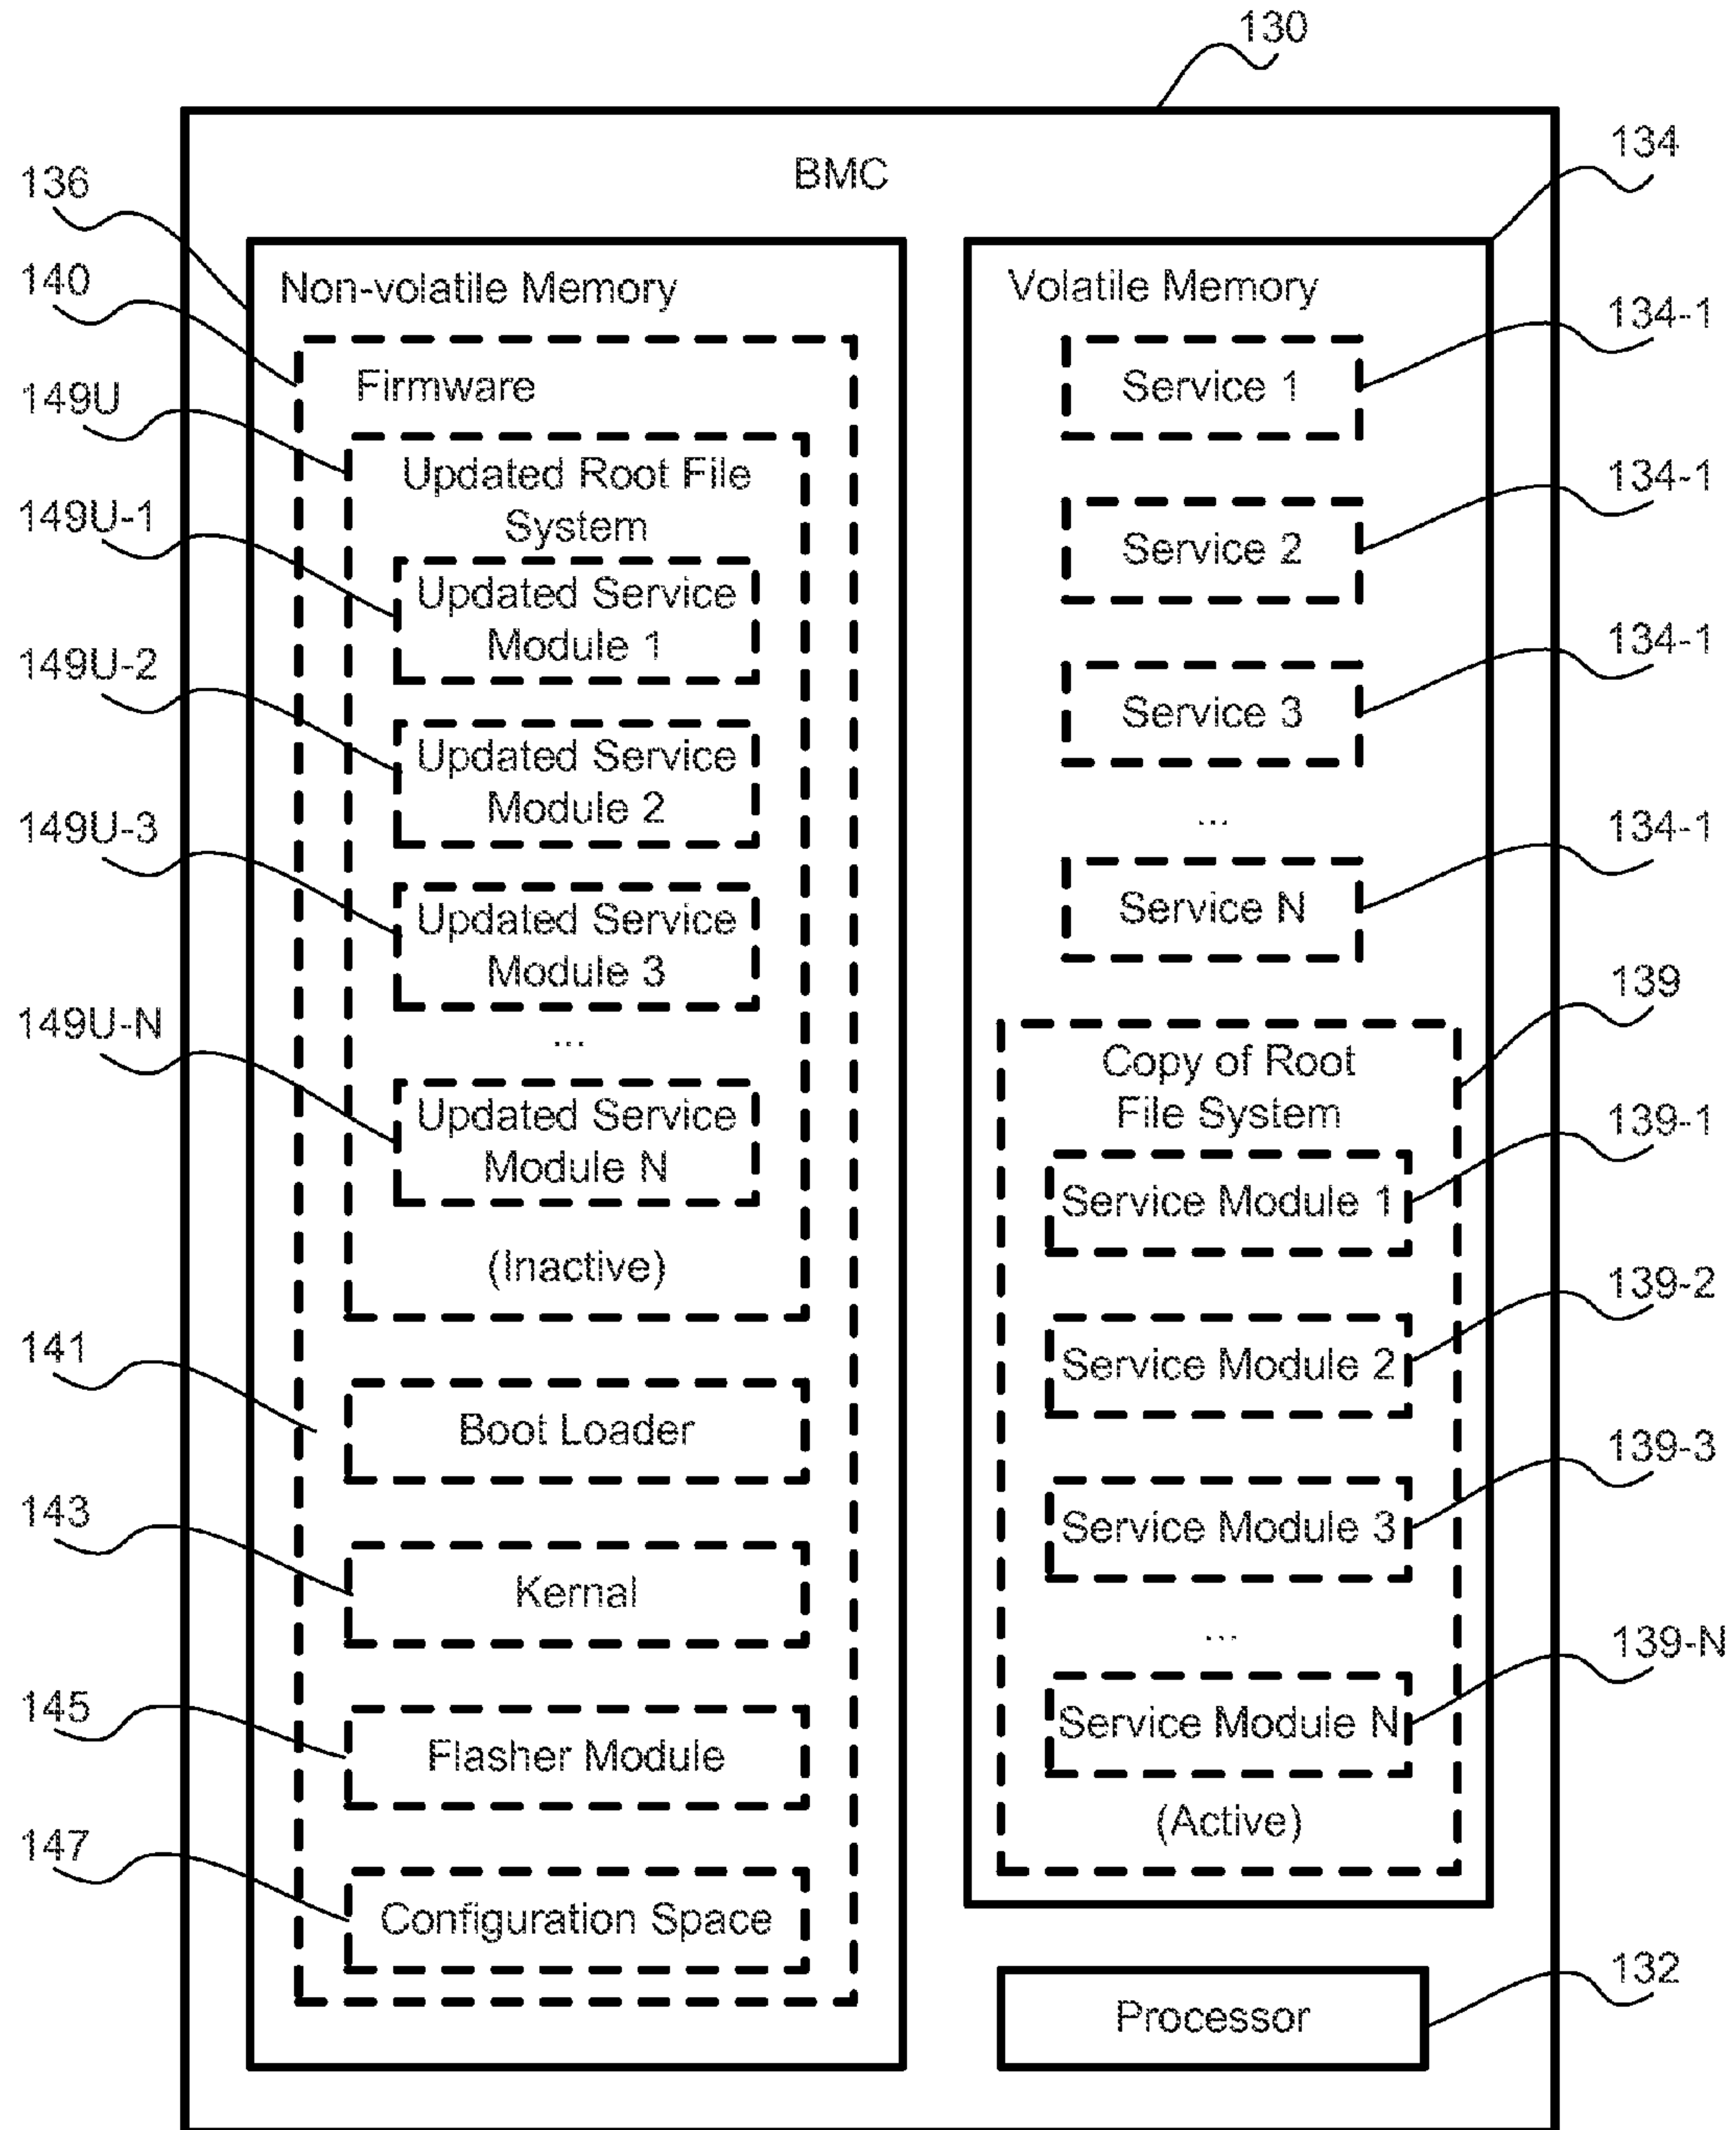 130
BMC
136
140
149U
149U-1
149U-2
149U-3
149U-N
141
143
145
147
Non-volatile Memory
Firmware
Updated Root File
System
Updated Service
Module 1
Updated Service
Module 2
Updated Service
Module 3
...
Updated Service
Module N
(Inactive)
Boot Loader
Kernal
Flasher Module
Configuration Space
Volatile Memory
Service 1
Service 2
Service 3
...
Service N
Copy of Root
File System
Service Module 1
Service Module 2
Service Module 3
...
Service Module N
(Active)
Processor
134
134-1
134-1
134-1
134-1
139
139-1
139-2
139-3
139-N
132